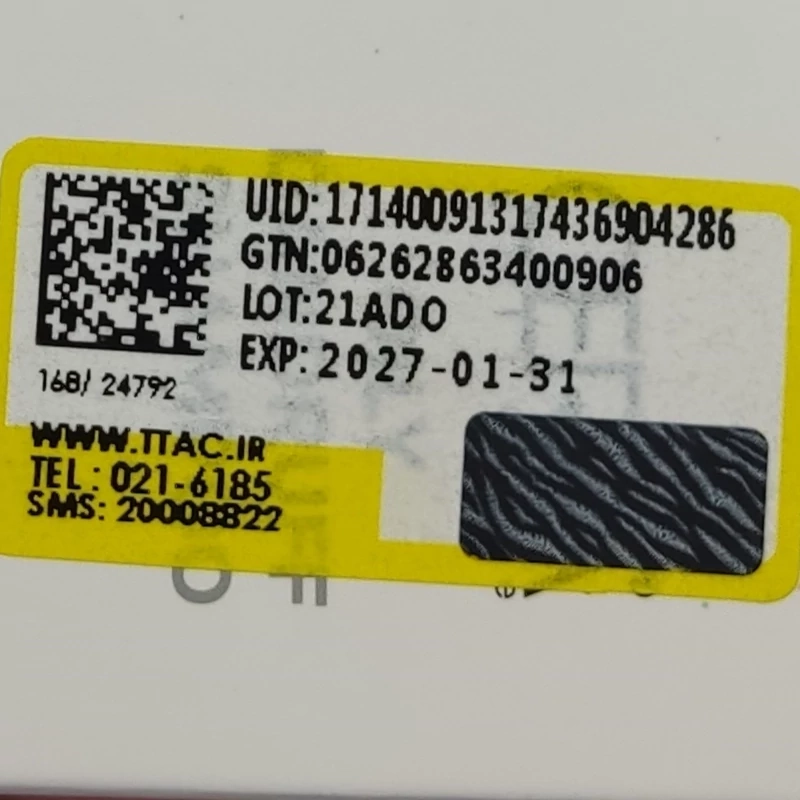 UID:17140091317436904286
GTN:06262863400906
LOT:21ADO
EXP:2027-01-31
168/ 24792
WWW.TTAC.IR
TEL: 021-6185
SMS: 20008822